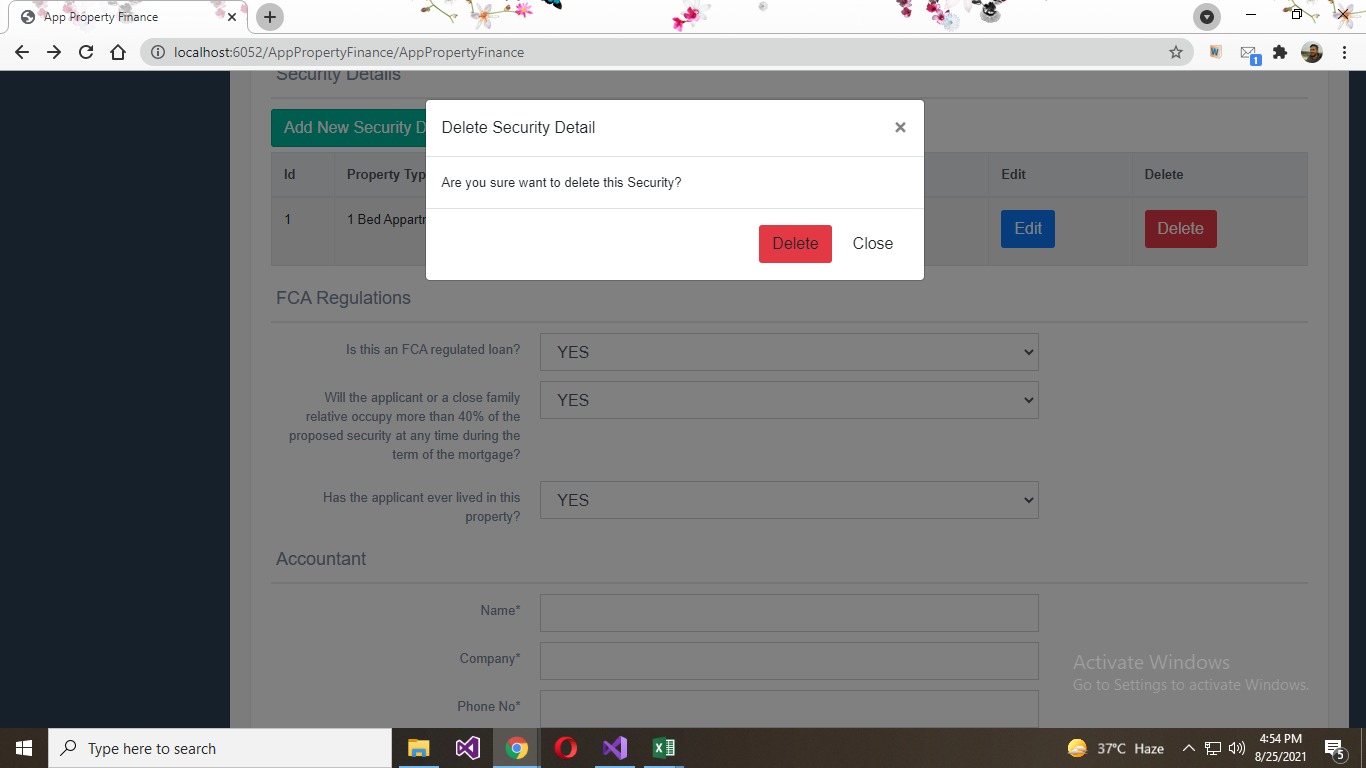 App Property Finance
localhost:6052/AppPropertyFinance/AppPropertyFinance
1
Security Details
Add New Security D
Delete Security Detail
×
Are you sure want to delete this Security?
Delete
Close
Id
Property Typ
Edit
Delete
1
1 Bed Appartm
Edit
Delete
FCA Regulations
Is this an FCA regulated loan?
YES
Will the applicant or a close family
relative occupy more than 40% of the
proposed security at any time during the
term of the mortgage?
YES
Has the applicant ever lived in this
property?
YES
Accountant
Name*
Company*
Phone No*
Activate Windows
Go to Settings to activate Windows.
Type here to search
37°C Haze
4:54 PM
8/25/2021
5